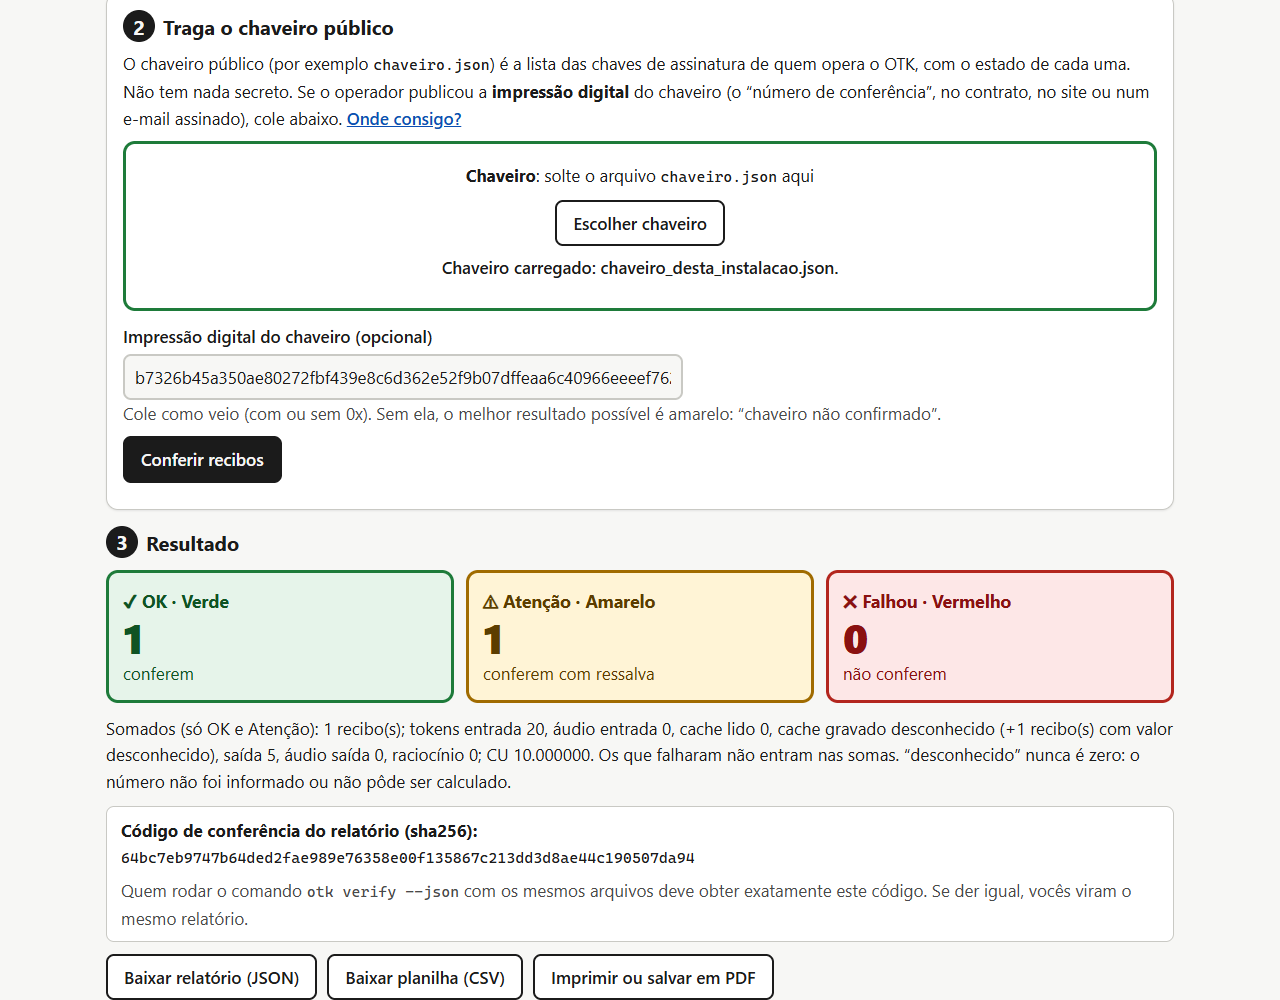 2 Traga o chaveiro público
O chaveiro público (por exemplo chaveiro.json) é a lista das chaves de assinatura de quem opera o OTK, com o estado de cada uma.
Não tem nada secreto. Se o operador publicou a impressão digital do chaveiro (o “número de conferência”, no contrato, no site ou num
e-mail assinado), cole abaixo. Onde consigo?
Chaveiro: solte o arquivo chaveiro.json aqui
Escolher chaveiro
Chaveiro carregado: chaveiro_desta_instalacao.json.
Impressão digital do chaveiro (opcional)
b7326b45a350ae80272fbf439e8c6d362e52f9b07dffeaa6c40966eeeef76
Cole como veio (com ou sem 0x). Sem ela, o melhor resultado possível é amarelo: “chaveiro não confirmado”.
Conferir recibos
3 Resultado
✓ OK · Verde
1
conferem
⚠ Atenção · Amarelo
1
conferem com ressalva
✕ Falhou · Vermelho
0
não conferem
Somados (só OK e Atenção): 1 recibo(s); tokens entrada 20, áudio entrada 0, cache lido 0, cache gravado desconhecido (+1 recibo(s) com valor
desconhecido), saída 5, áudio saída 0, raciocínio 0; CU 10.000000. Os que falharam não entram nas somas. “desconhecido” nunca é zero: o
número não foi informado ou não pôde ser calculado.
Código de conferência do relatório (sha256):
64bc7eb9747b64ded2fae989e76358e00f135867c213dd3d8ae44c190507da94
Quem rodar o comando otk verify --json com os mesmos arquivos deve obter exatamente este código. Se der igual, vocês viram o
mesmo relatório.
Baixar relatório (JSON)
Baixar planilha (CSV)
Imprimir ou salvar em PDF